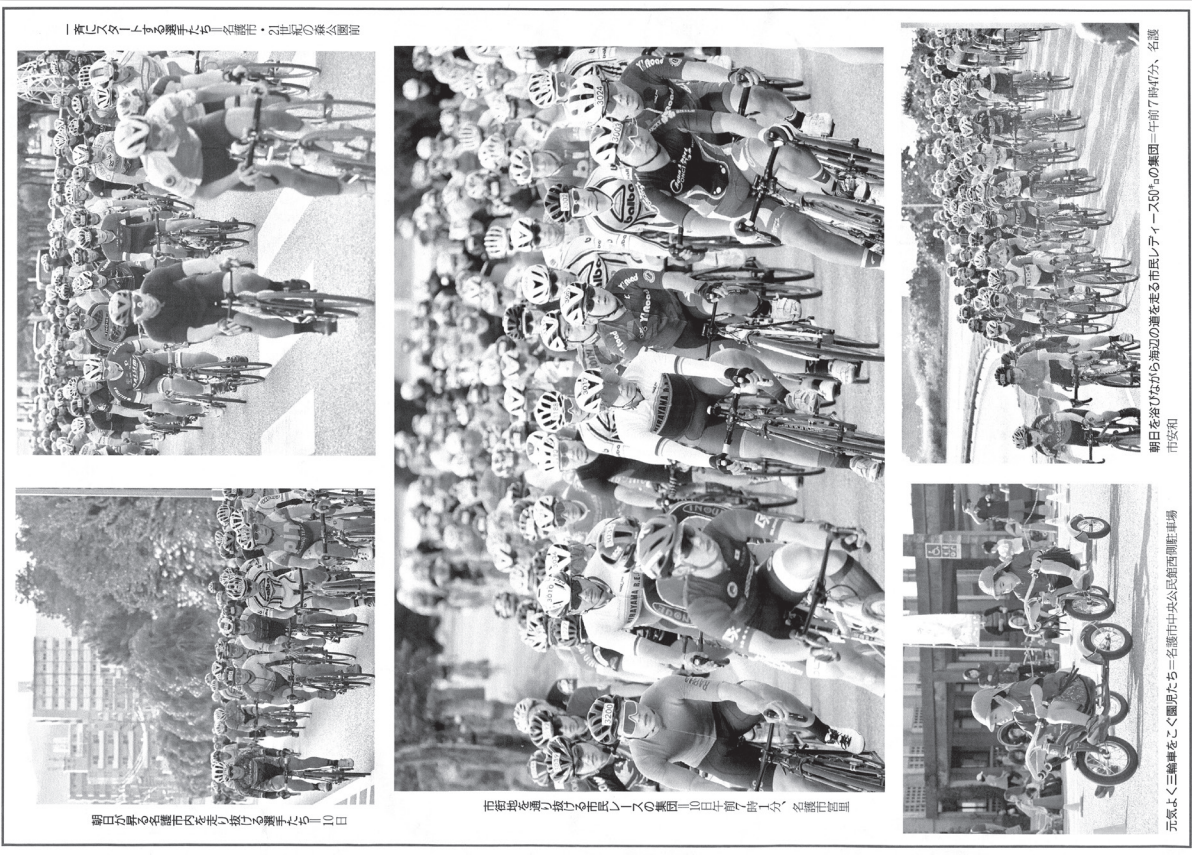 一斉にスタートする選手たち＝名護市・21世紀の森公園前
朝日が昇る名護市内を走り抜ける選手たち＝10日
市街地を通り抜ける市民レースの集団＝10日午前7時1分、名護市宮里
朝日を浴びながら海辺の道を走る市民レディース50㌔の集団＝午前7時47分、名護
市安和
元気よく三輪車をこぐ園児たち＝名護市中央公民館西側駐車場
3024